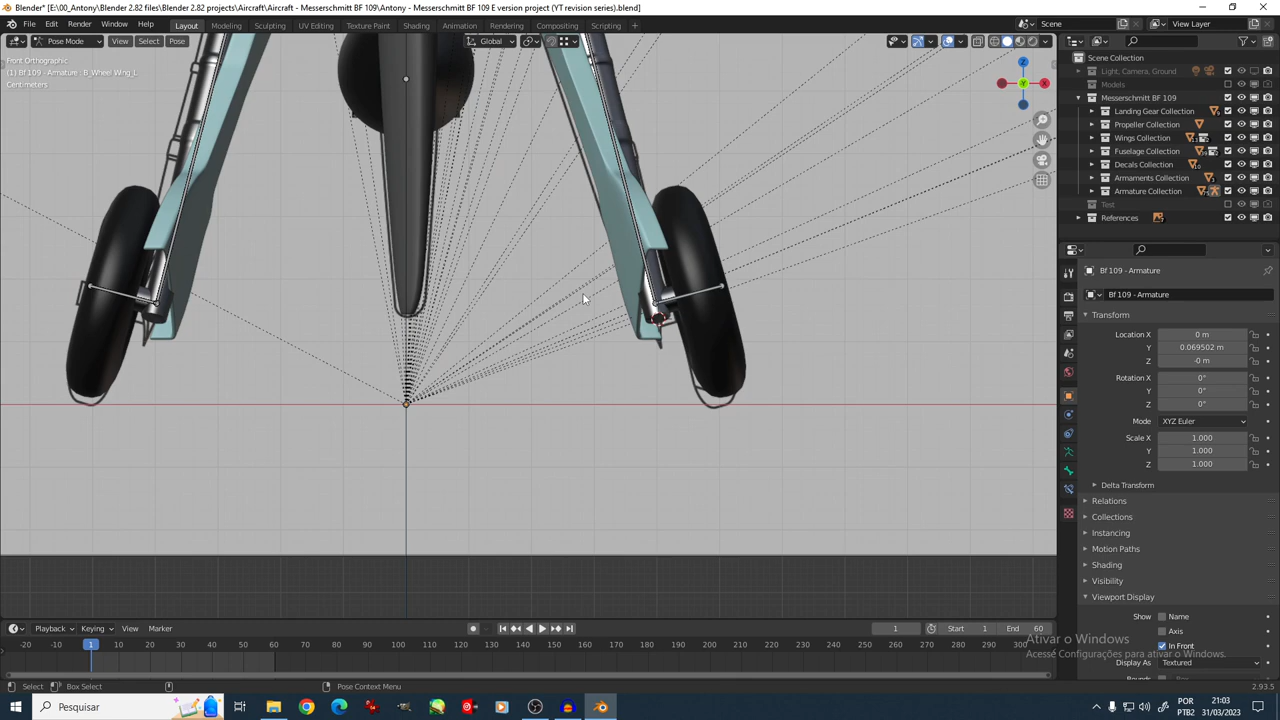 Blender* [E:\00_Antony\Blender 2.82 files\Blender 2.82 projects\Aircraft\Aircraft - Messerschmitt BF 109\Antony - Messerschmitt BF 109 E version project (YT revision series).blend]
File Edit Render Window Help Layout Modeling Sculpting UV Editing Texture Paint Shading Animation Rendering Compositing Scripting Scene View Layer
Pose Mode View Select Pose Global
Front Orthographic
(1) Bf 109 - Armature : B_Wheel Wing_L
Centimeters
Z
Y
X
Scene Collection
Light, Camera, Ground
Models
Messerschmitt BF 109
Landing Gear Collection
Propeller Collection
Wings Collection
Fuselage Collection
Decals Collection
Armaments Collection
Armature Collection
Test
References
Bf 109 - Armature
Bf 109 - Armature
Transform
Location X 0 m
Y 0.069502 m
Z -0 m
Rotation X 0°
Y 0°
Z 0°
Mode XYZ Euler
Scale X 1.000
Y 1.000
Z 1.000
Delta Transform
Relations
Collections
Instancing
Motion Paths
Shading
Visibility
Viewport Display
Show Name
Axis
In Front
Display As Textured
Ativar o Windows
Acesse Configurações para ativar o Windows.
Playback Keying View Marker 1 Start 1 End 60
-20 -10 1 10 20 30 40 50 60 70 80 90 100 110 120 130 140 150 160 170 180 190 200 210 220 230 240 250 260 270 280 290 300
Select Box Select Pose Context Menu 2.93.5
Pesquisar
POR
PTB2
21:03
31/03/2023